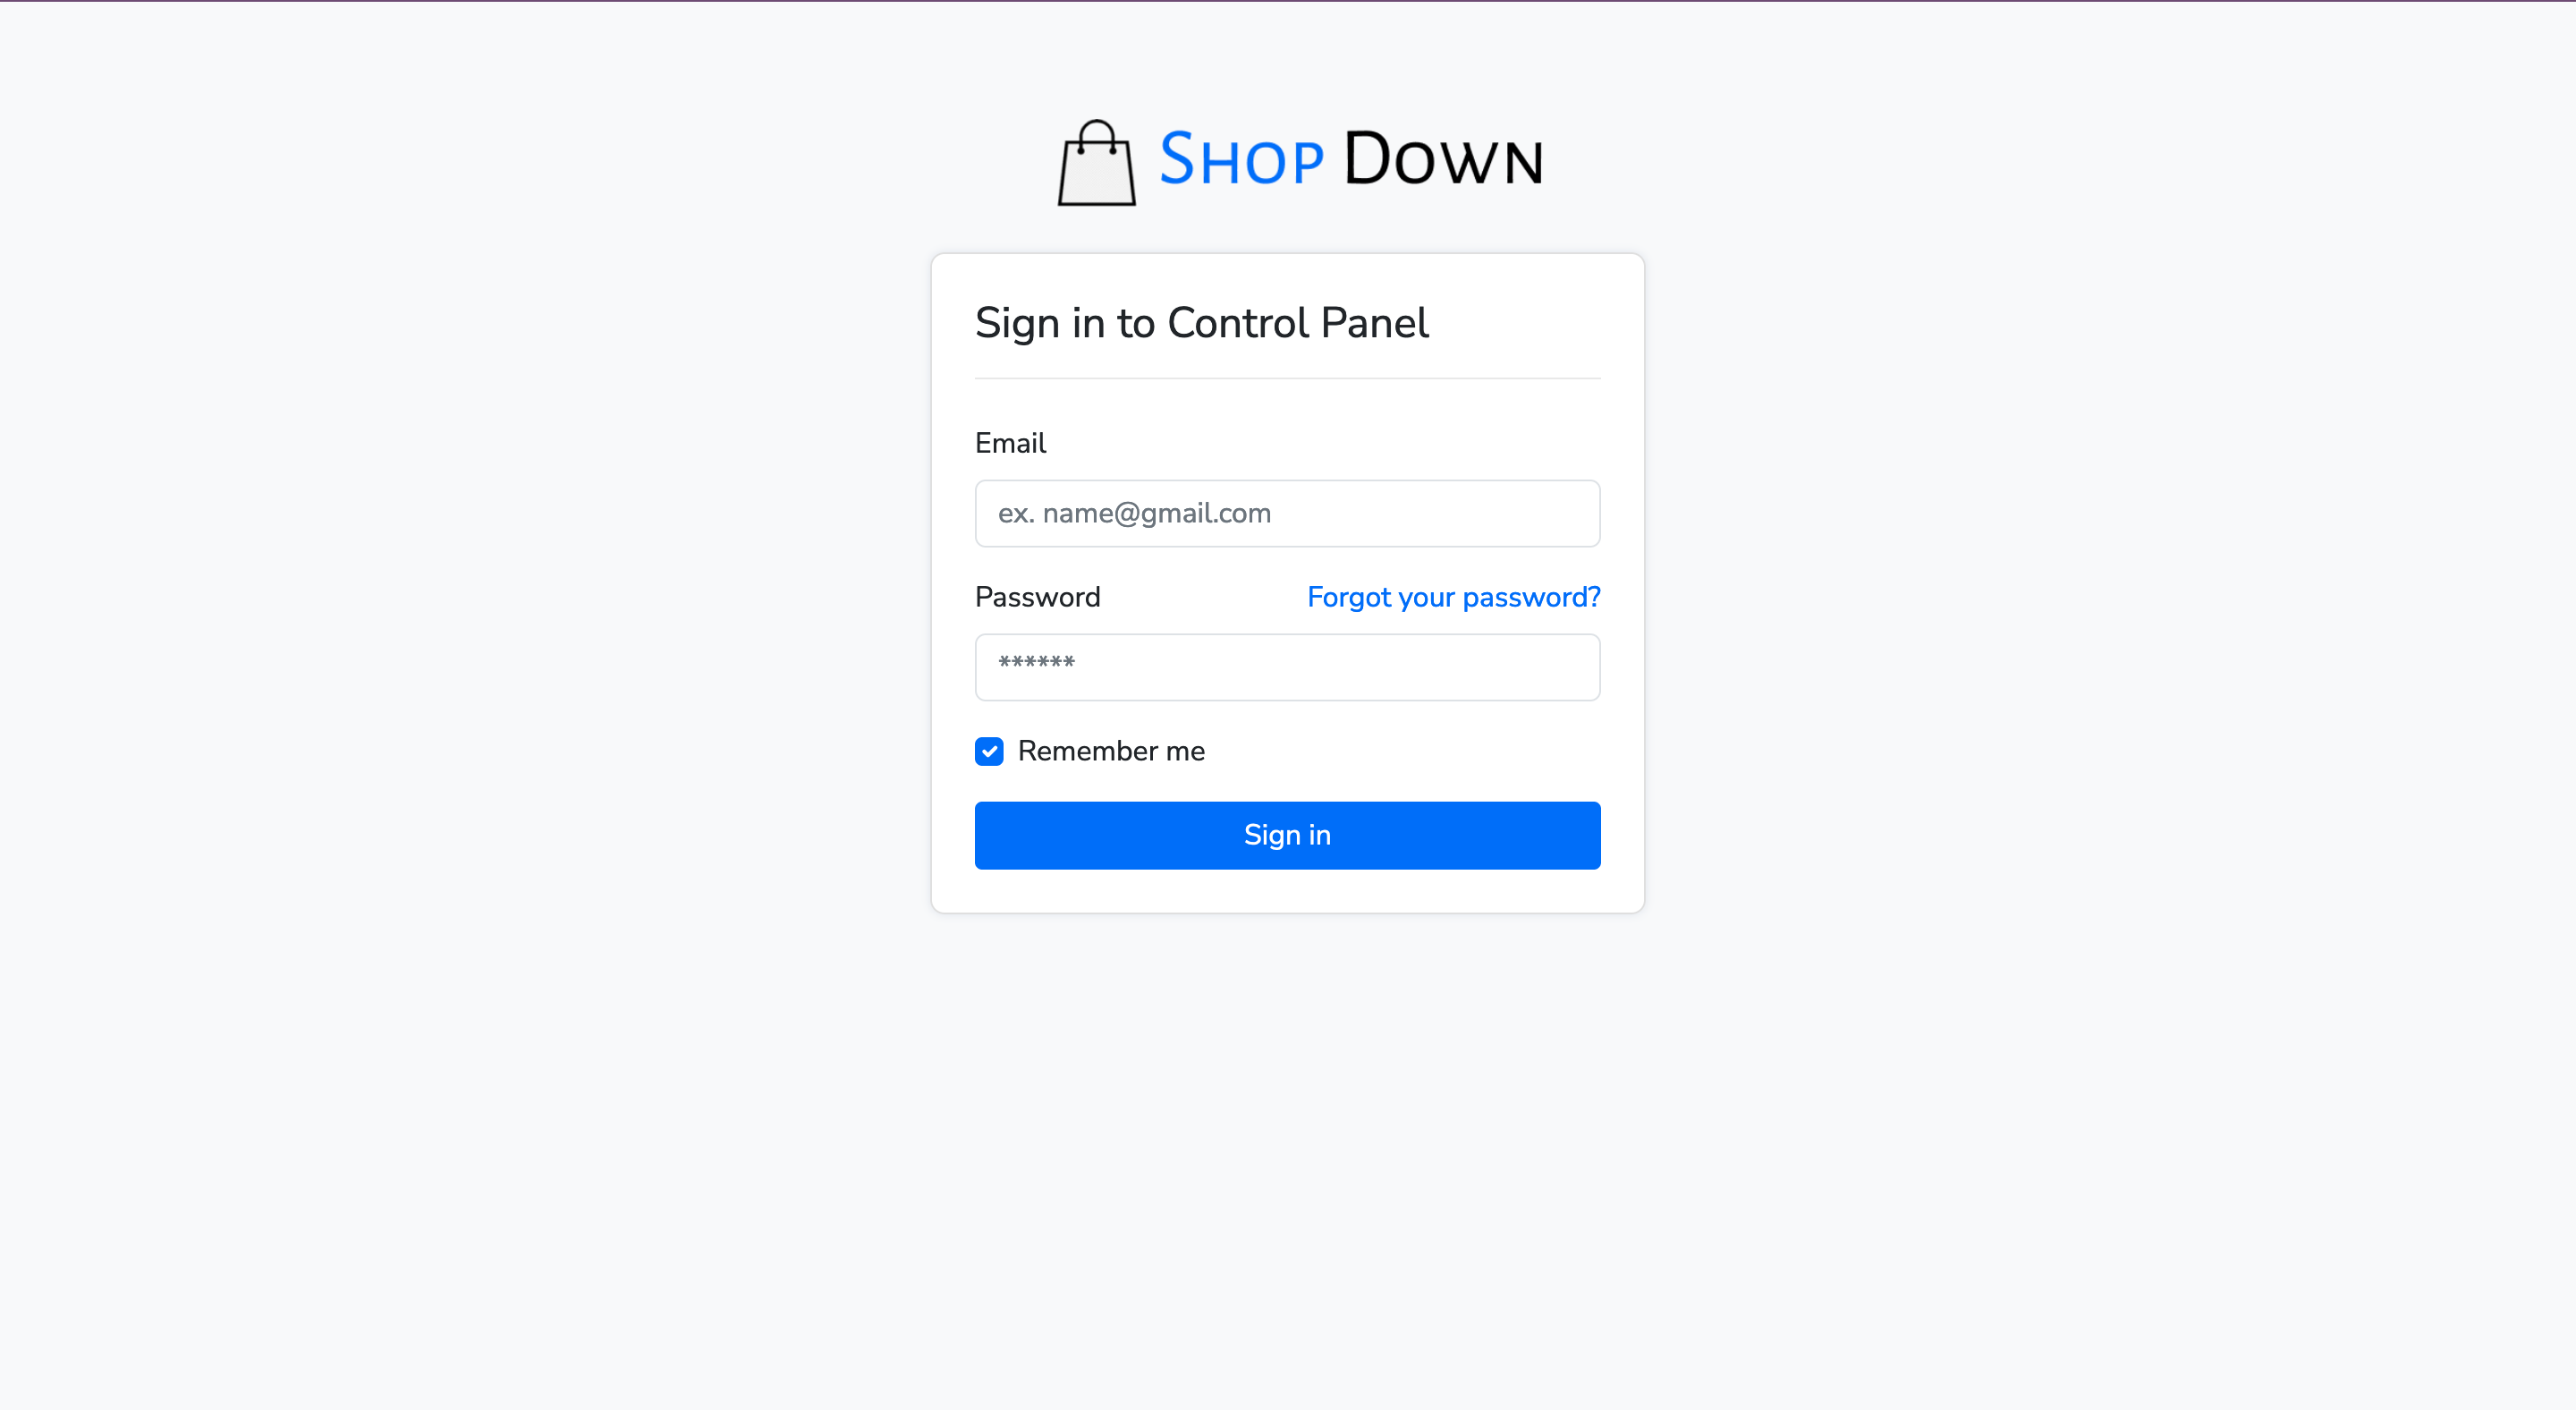 Shop Down
Sign in to Control Panel
Email
ex. name@gmail.com
Password Forgot your password?
******
Remember me
Sign in